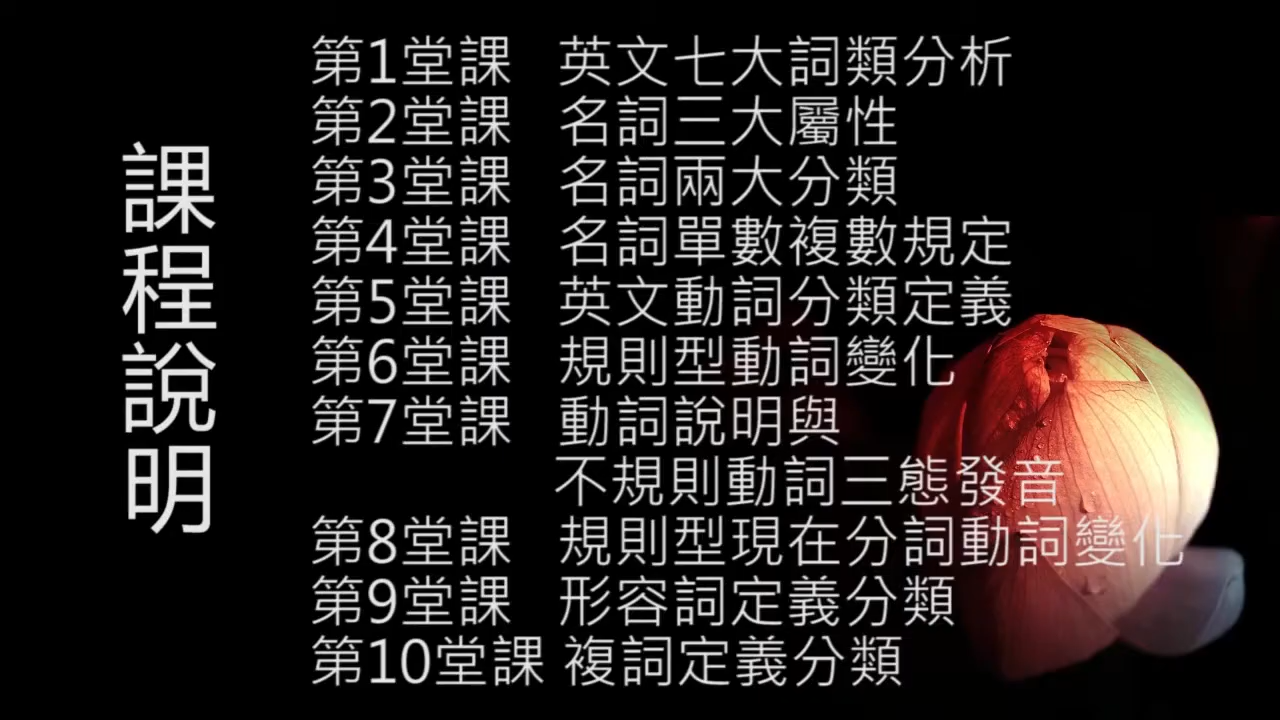 課程說明
第1堂課 英文七大詞類分析
第2堂課 名詞三大屬性
第3堂課 名詞兩大分類
第4堂課 名詞單數複數規定
第5堂課 英文動詞分類定義
第6堂課 規則型動詞變化
第7堂課 動詞說明與
不規則動詞三態發音
第8堂課 規則型現在分詞動詞變化
第9堂課 形容詞定義分類
第10堂課 複詞定義分類